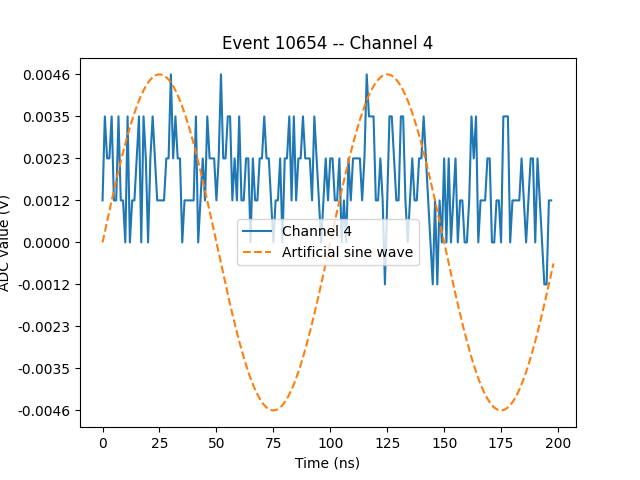 Event 10654 -- Channel 4
0.0046
0.0035
0.0023
0.0012
0.0000
-0.0012
-0.0023
-0.0035
-0.0046
ADC Value (V)
Channel 4
Artificial sine wave
0 25 50 75 100 125 150 175 200
Time (ns)